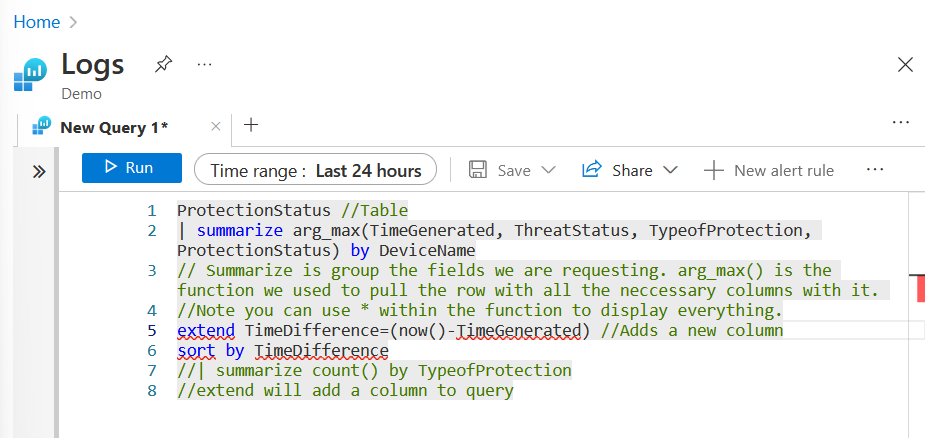 Home >
Logs ...
Demo
New Query 1* × + ...
» Run Time range : Last 24 hours Save Share New alert rule ...
1 ProtectionStatus //Table
2 | summarize arg_max(TimeGenerated, ThreatStatus, TypeofProtection,
ProtectionStatus) by DeviceName
3 // Summarize is group the fields we are requesting. arg_max() is the
function we used to pull the row with all the neccessary columns with it.
4 //Note you can use * within the function to display everything.
5 extend TimeDifference=(now()-TimeGenerated) //Adds a new column
6 sort by TimeDifference
7 //| summarize count() by TypeofProtection
8 //extend will add a column to query